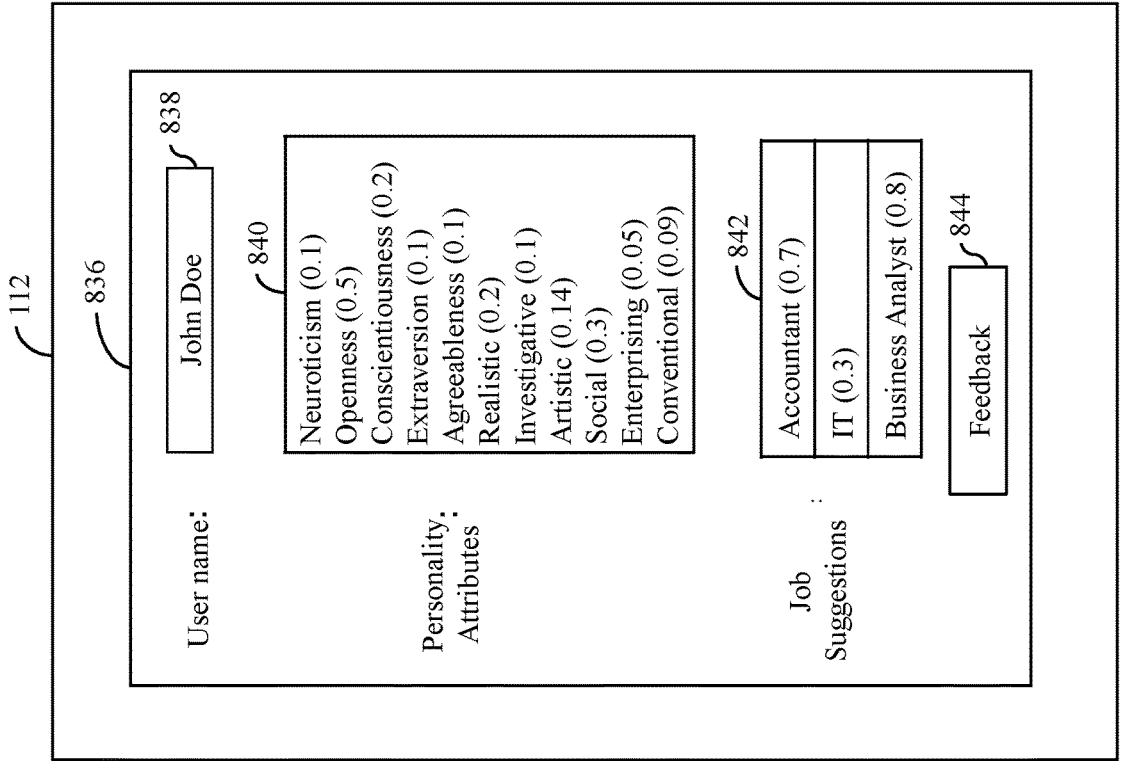 112
836
User name:
John Doe
838
840
Personality:
Attributes :
Neuroticism (0.1)
Openness (0.5)
Conscientiousness (0.2)
Extraversion (0.1)
Agreeableness (0.1)
Realistic (0.2)
Investigative (0.1)
Artistic (0.14)
Social (0.3)
Enterprising (0.05)
Conventional (0.09)
842
Job
Suggestions :
Accountant (0.7)
IT (0.3)
Business Analyst (0.8)
844
Feedback